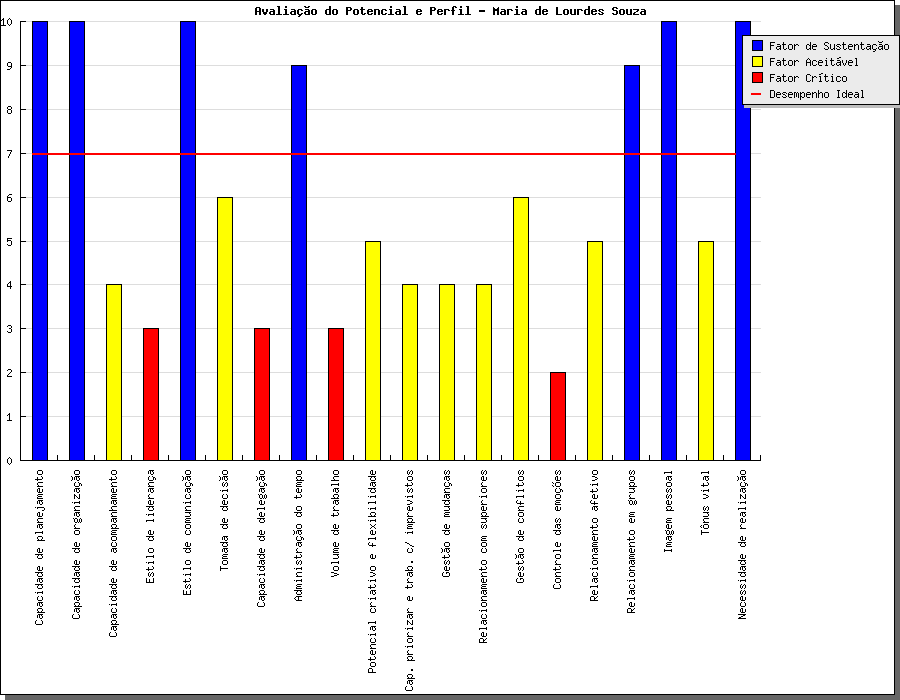 Avaliação do Potencial e Perfil - Maria de Lourdes Souza
Fator de Sustentação
Fator Aceitável
Fator Crítico
Desempenho Ideal
10
9
8
7
6
5
4
3
2
1
0
Capacidade de planejamento
Capacidade de organização
Capacidade de acompanhamento
Estilo de liderança
Estilo de comunicação
Tomada de decisão
Capacidade de delegação
Administração do tempo
Volume de trabalho
Potencial criativo e flexibilidade
Cap. priorizar e trab. c/ imprevistos
Gestão de mudanças
Relacionamento com superiores
Gestão de conflitos
Controle das emoções
Relacionamento afetivo
Relacionamento em grupos
Imagem pessoal
Tônus vital
Necessidade de realização